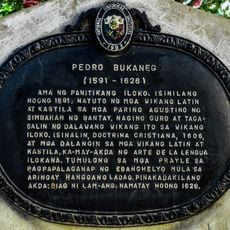 PEDRO BUKANEG
(1591 - 1626)
AMA NG PANITIKANG ILOKO. ISINILANG
NOONG 1591. NATUTO NG MGA WIKANG LATIN
AT KASTILA SA MGA PARING AGUSTINO NG
SIMBAHAN NG BANTAY. NAGING GURO AT TAGA-
SALIN NG DALAWANG WIKANG ITO SA WIKANG
ILOKO. ISINALIN, DOCTRINA CRISTIANA, 1606,
AT MGA DALANGIN SA MGA WIKANG LATIN AT
KASTILA. KA-MAY-AKDA NG ARTE DE LA LENGUA
ILOKANA. TUMULONG SA MGA PRAYLE SA
PAGPAPALAGANAP NG EBANGHELYO MULA SA
ARINGAY HANGGANG LAOAG. PINAKADAKILANG
AKDA: BIAG NI LAM-ANG. NAMATAY NOONG 1626.